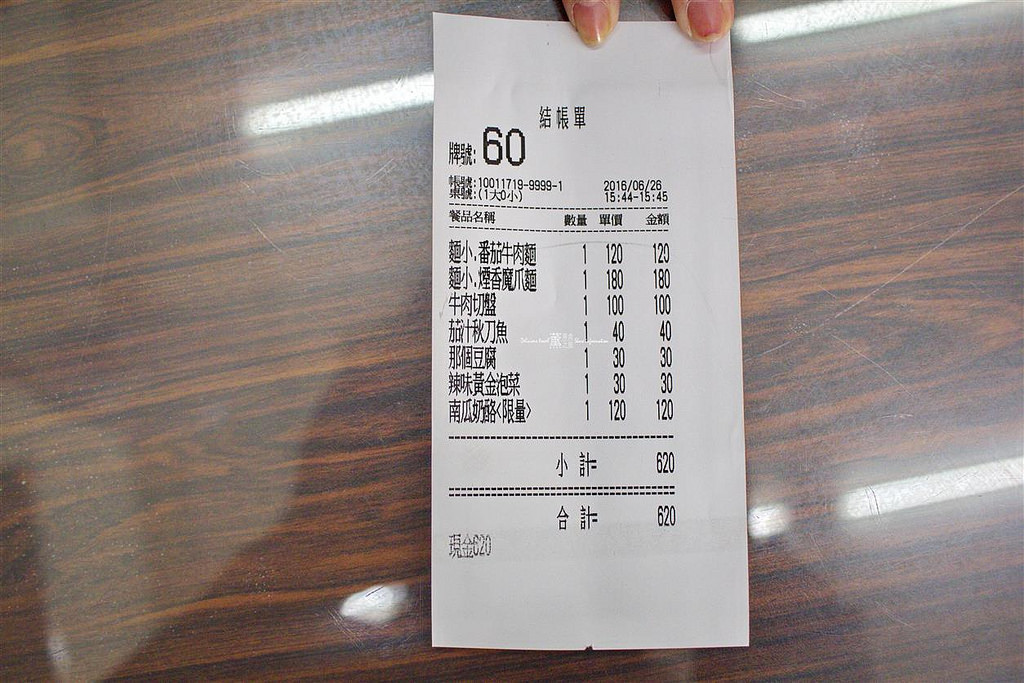 結帳單
牌號: 60
帳號:10011719-9999-1 2016/06/26
桌號:(1大0小) 15:44-15:45
餐品名稱 數量 單價 金額
麵小.番茄牛肉麵 1 120 120
麵小.煙香魔爪麵 1 180 180
牛肉切盤 1 100 100
茄汁秋刀魚 1 40 40
那個豆腐 1 30 30
辣味黃金泡菜 1 30 30
南瓜奶酪<限量> 1 120 120
小 計= 620
合 計= 620
現金620